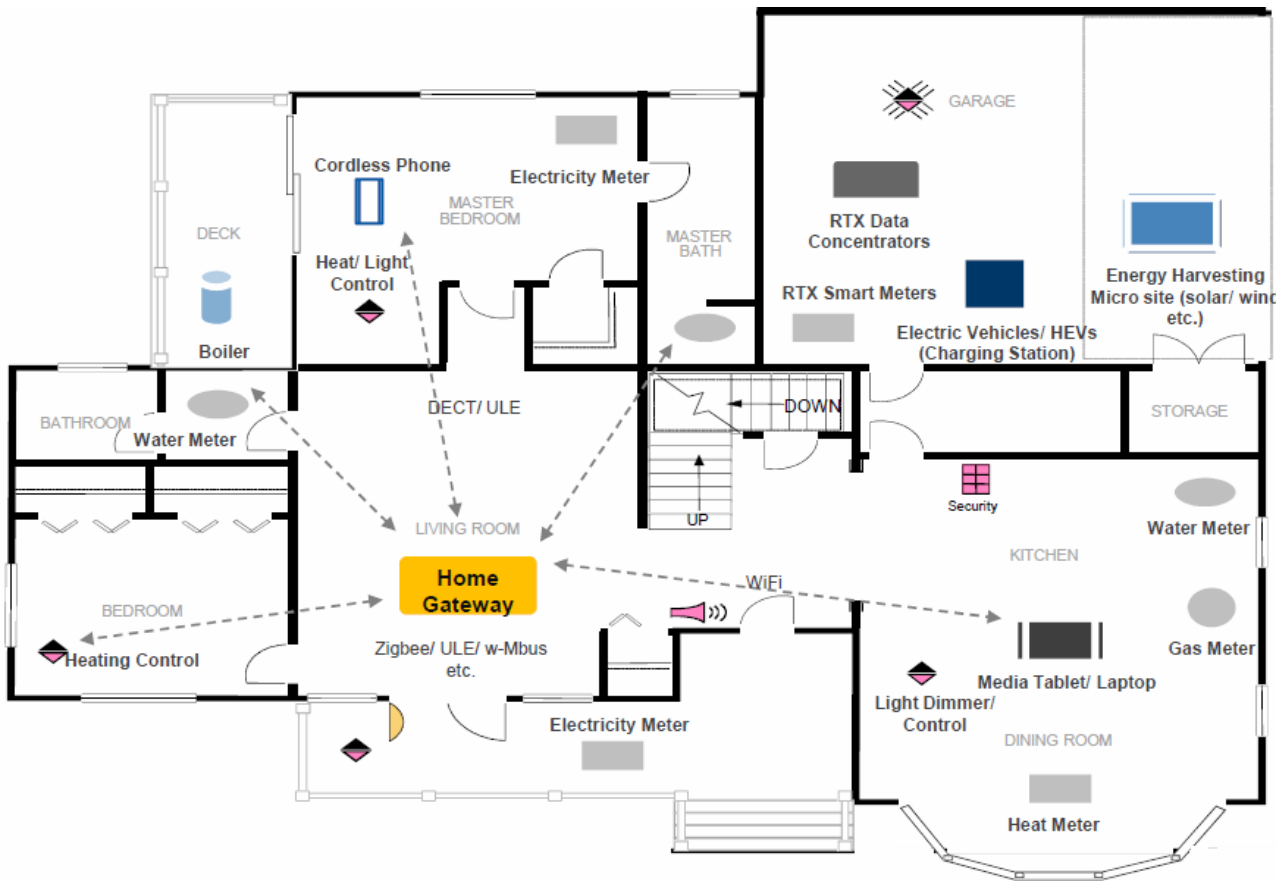 GARAGE
Cordless Phone
Electricity Meter
MASTER
BEDROOM
RTX Data
Concentrators
DECK
MASTER
BATH
Heat/ Light
Control
Energy Harvesting
Micro site (solar/ wind
etc.)
RTX Smart Meters
Electric Vehicles/ HEVs
(Charging Station)
Boiler
DECT/ ULE
DOWN
STORAGE
BATHROOM
Water Meter
Security
UP
LIVING ROOM
Water Meter
KITCHEN
Home
Gateway
WiFi
BEDROOM
Heating Control
Zigbee/ ULE/ w-Mbus
etc.
Gas Meter
Media Tablet/ Laptop
Light Dimmer/
Control
Electricity Meter
DINING ROOM
Heat Meter